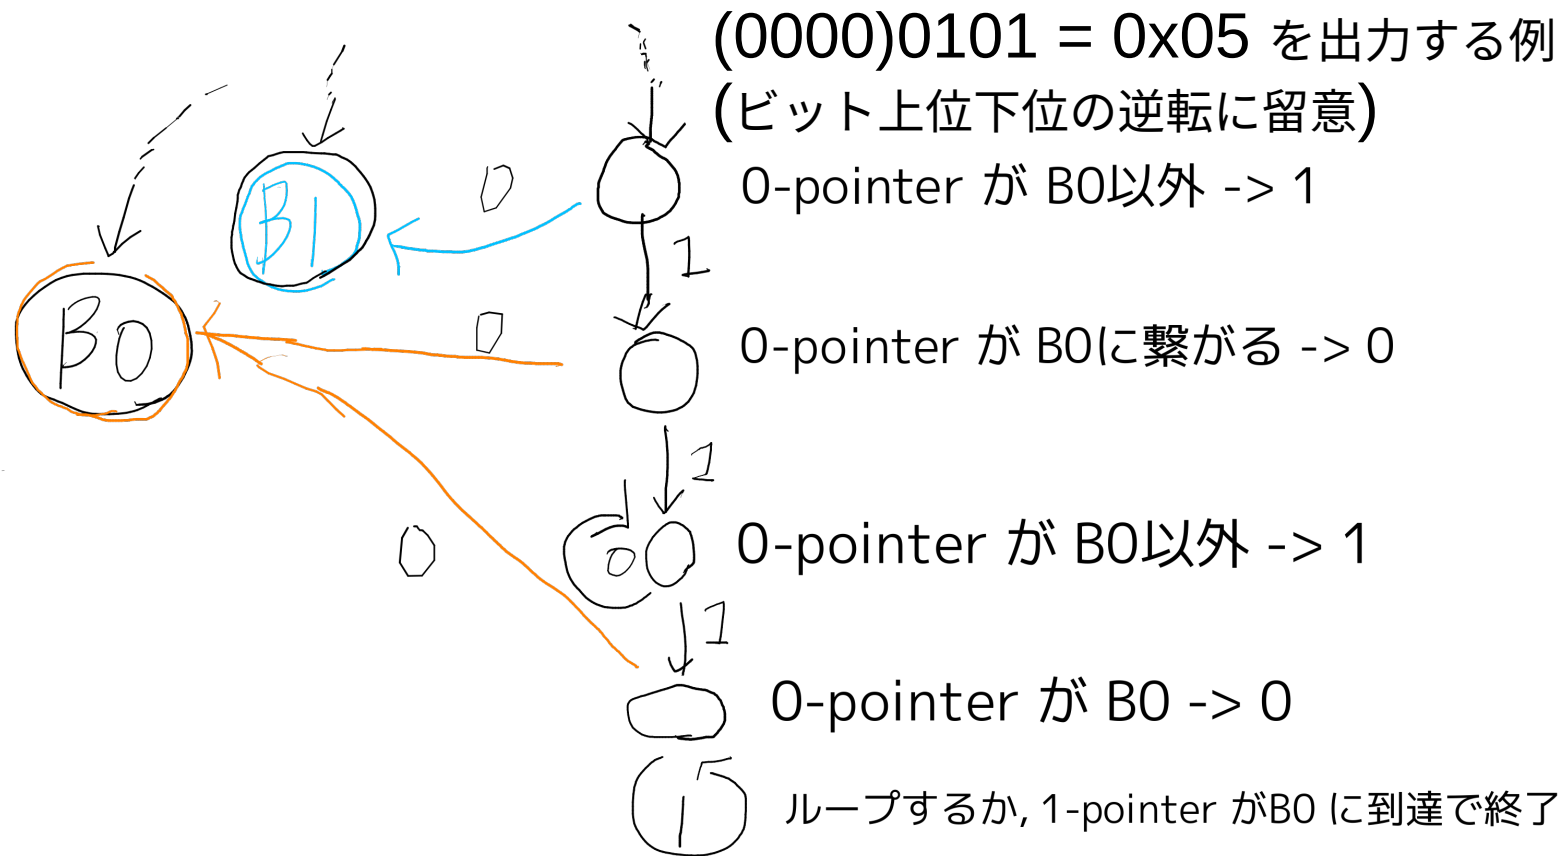 (0000)0101 = 0x05 を出力する例
(ビット上位下位の逆転に留意)
B1
0
0-pointer が B0以外 -> 1
1
B0
0
0-pointer が B0に繋がる -> 0
1
0
0
0-pointer が B0以外 -> 1
1
0-pointer が B0 -> 0
1
ループするか, 1-pointer がB0 に到達で終了